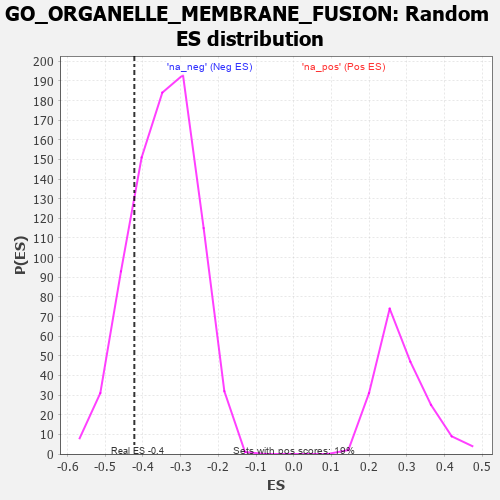 GO_ORGANELLE_MEMBRANE_FUSION: Random
ES distribution
'na_neg' (Neg ES)
'na_pos' (Pos ES)
200
190
180
170
160
150
140
130
120
110
100
90
80
70
60
50
40
30
20
10
0
P(ES)
Real ES -0.4
Sets with pos scores: 19%
-0.6 -0.5 -0.4 -0.3 -0.2 -0.1 0.0 0.1 0.2 0.3 0.4 0.5
ES